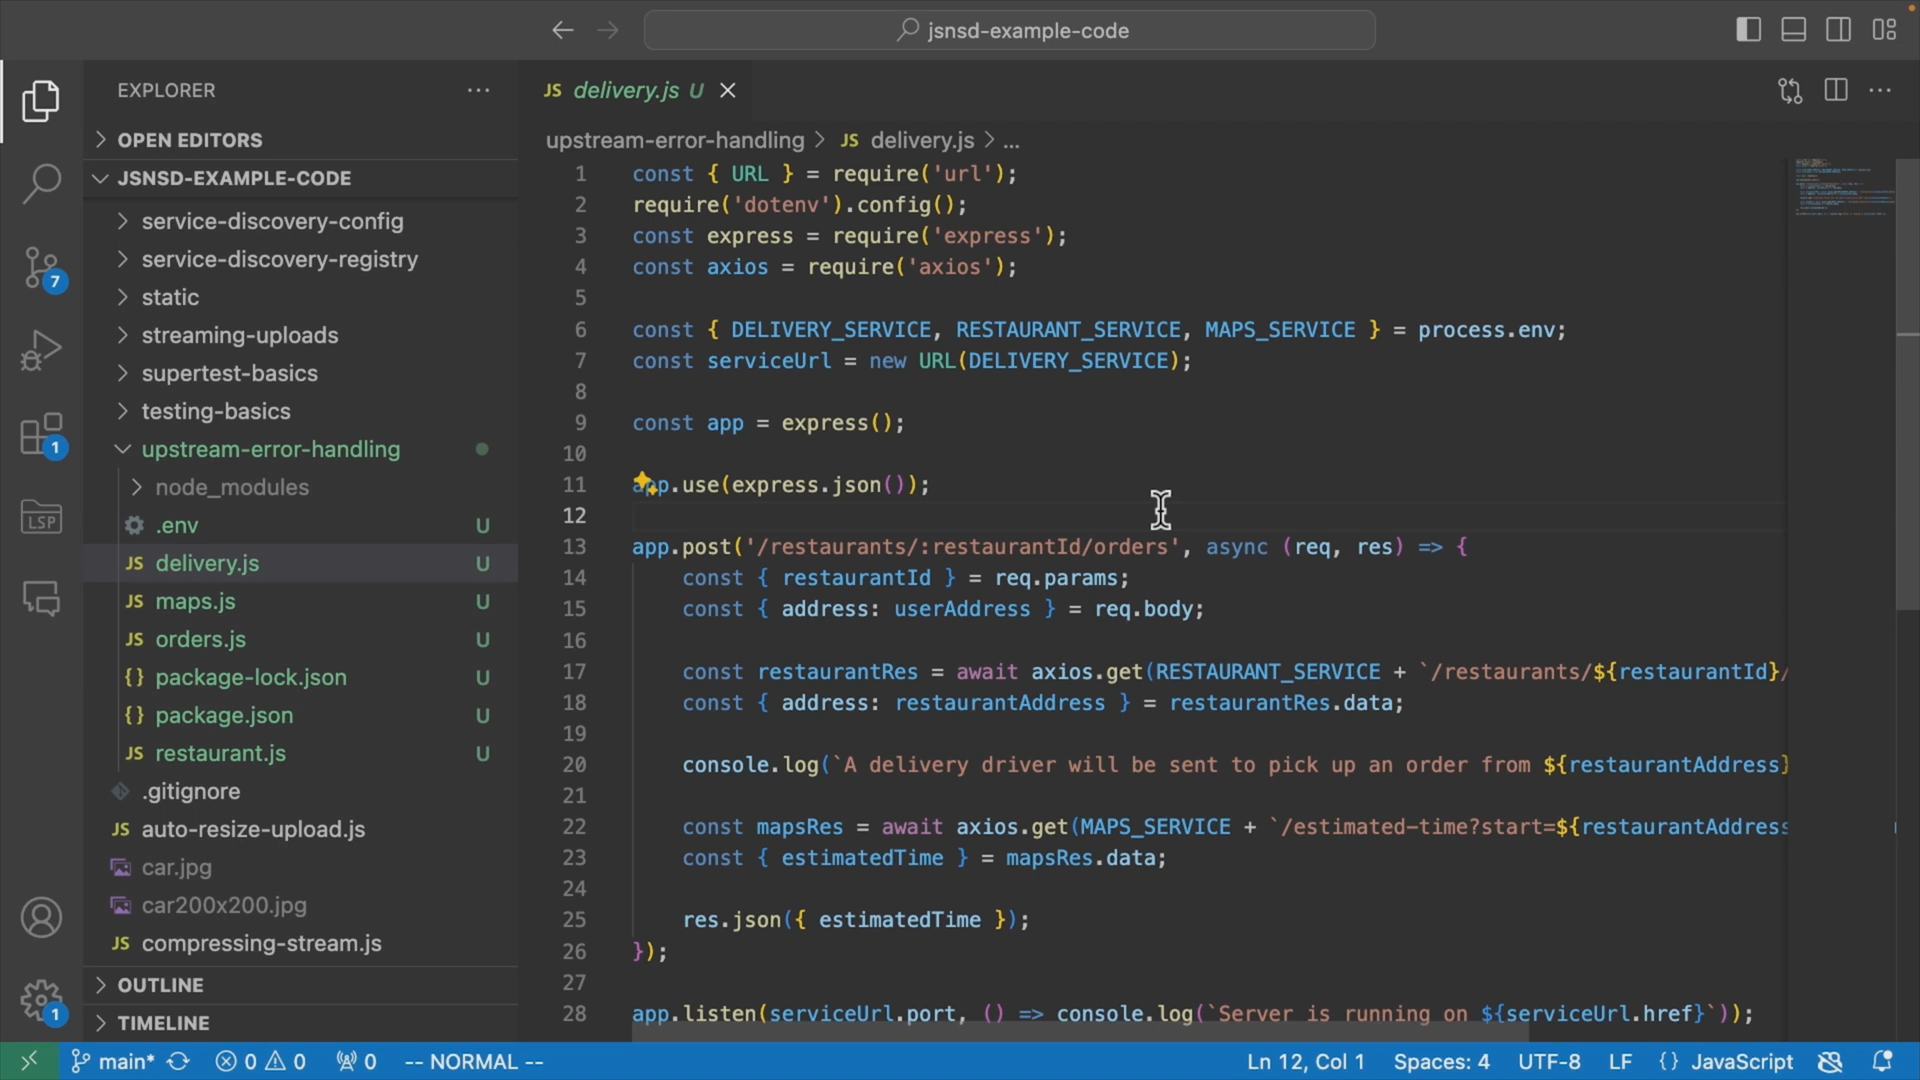 jsnsd-example-code
EXPLORER
OPEN EDITORS
JSNSD-EXAMPLE-CODE
service-discovery-config
service-discovery-registry
static
streaming-uploads
supertest-basics
testing-basics
upstream-error-handling
node_modules
.env U
JS delivery.js U
JS maps.js U
JS orders.js U
{} package-lock.json U
{} package.json U
JS restaurant.js U
.gitignore
JS auto-resize-upload.js
car.jpg
car200x200.jpg
JS compressing-stream.js
OUTLINE
TIMELINE
7
1
LSP
1
JS delivery.js U
upstream-error-handling > JS delivery.js > ...
1 const { URL } = require('url');
2 require('dotenv').config();
3 const express = require('express');
4 const axios = require('axios');
5
6 const { DELIVERY_SERVICE, RESTAURANT_SERVICE, MAPS_SERVICE } = process.env;
7 const serviceUrl = new URL(DELIVERY_SERVICE);
8
9 const app = express();
10
11 app.use(express.json());
12
13 app.post('/restaurants/:restaurantId/orders', async (req, res) => {
14 const { restaurantId } = req.params;
15 const { address: userAddress } = req.body;
16
17 const restaurantRes = await axios.get(RESTAURANT_SERVICE + `/restaurants/${restaurantId}/
18 const { address: restaurantAddress } = restaurantRes.data;
19
20 console.log(`A delivery driver will be sent to pick up an order from ${restaurantAddress}
21
22 const mapsRes = await axios.get(MAPS_SERVICE + `/estimated-time?start=${restaurantAddress
23 const { estimatedTime } = mapsRes.data;
24
25 res.json({ estimatedTime });
26 });
27
28 app.listen(serviceUrl.port, () => console.log(`Server is running on ${serviceUrl.href}`));
main* 0 0 0 -- NORMAL -- Ln 12, Col 1 Spaces: 4 UTF-8 LF {} JavaScript